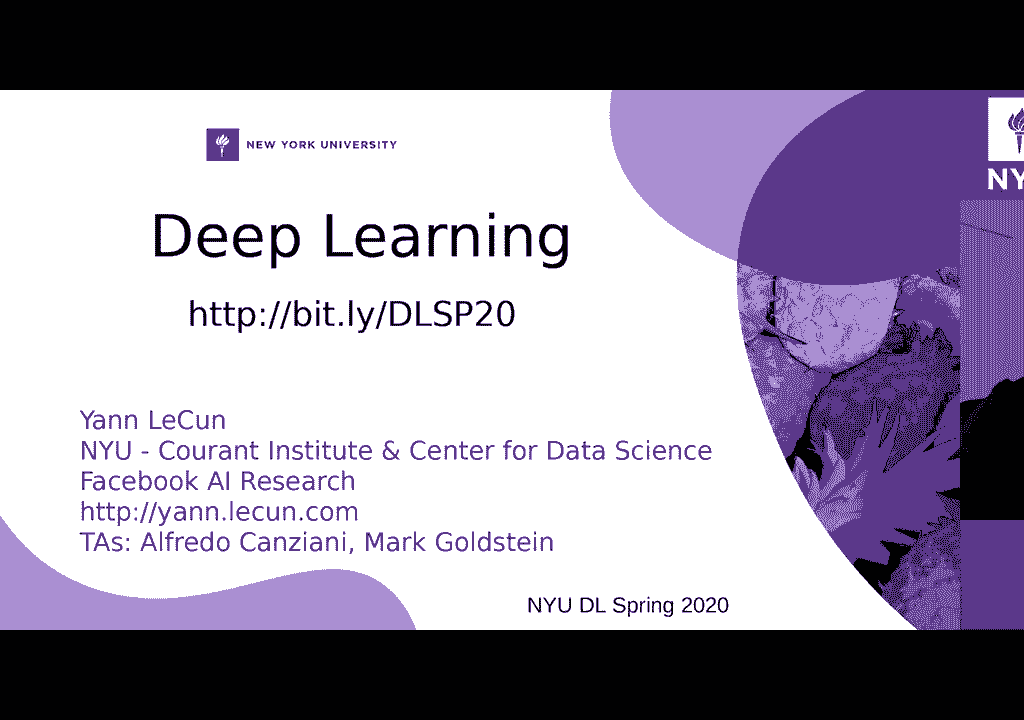 NEW YORK UNIVERSITY
Deep Learning
http://bit.ly/DLSP20
Yann LeCun
NYU - Courant Institute & Center for Data Science
Facebook AI Research
http://yann.lecun.com
TAs: Alfredo Canziani, Mark Goldstein
NYU DL Spring 2020
NY